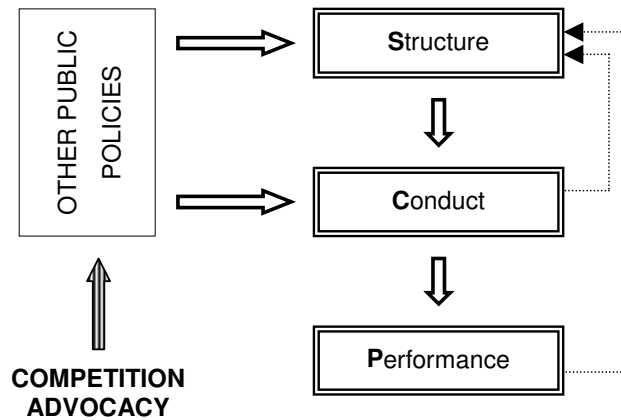 OTHER PUBLIC
POLICIES
Structure
Conduct
Performance
COMPETITION
ADVOCACY